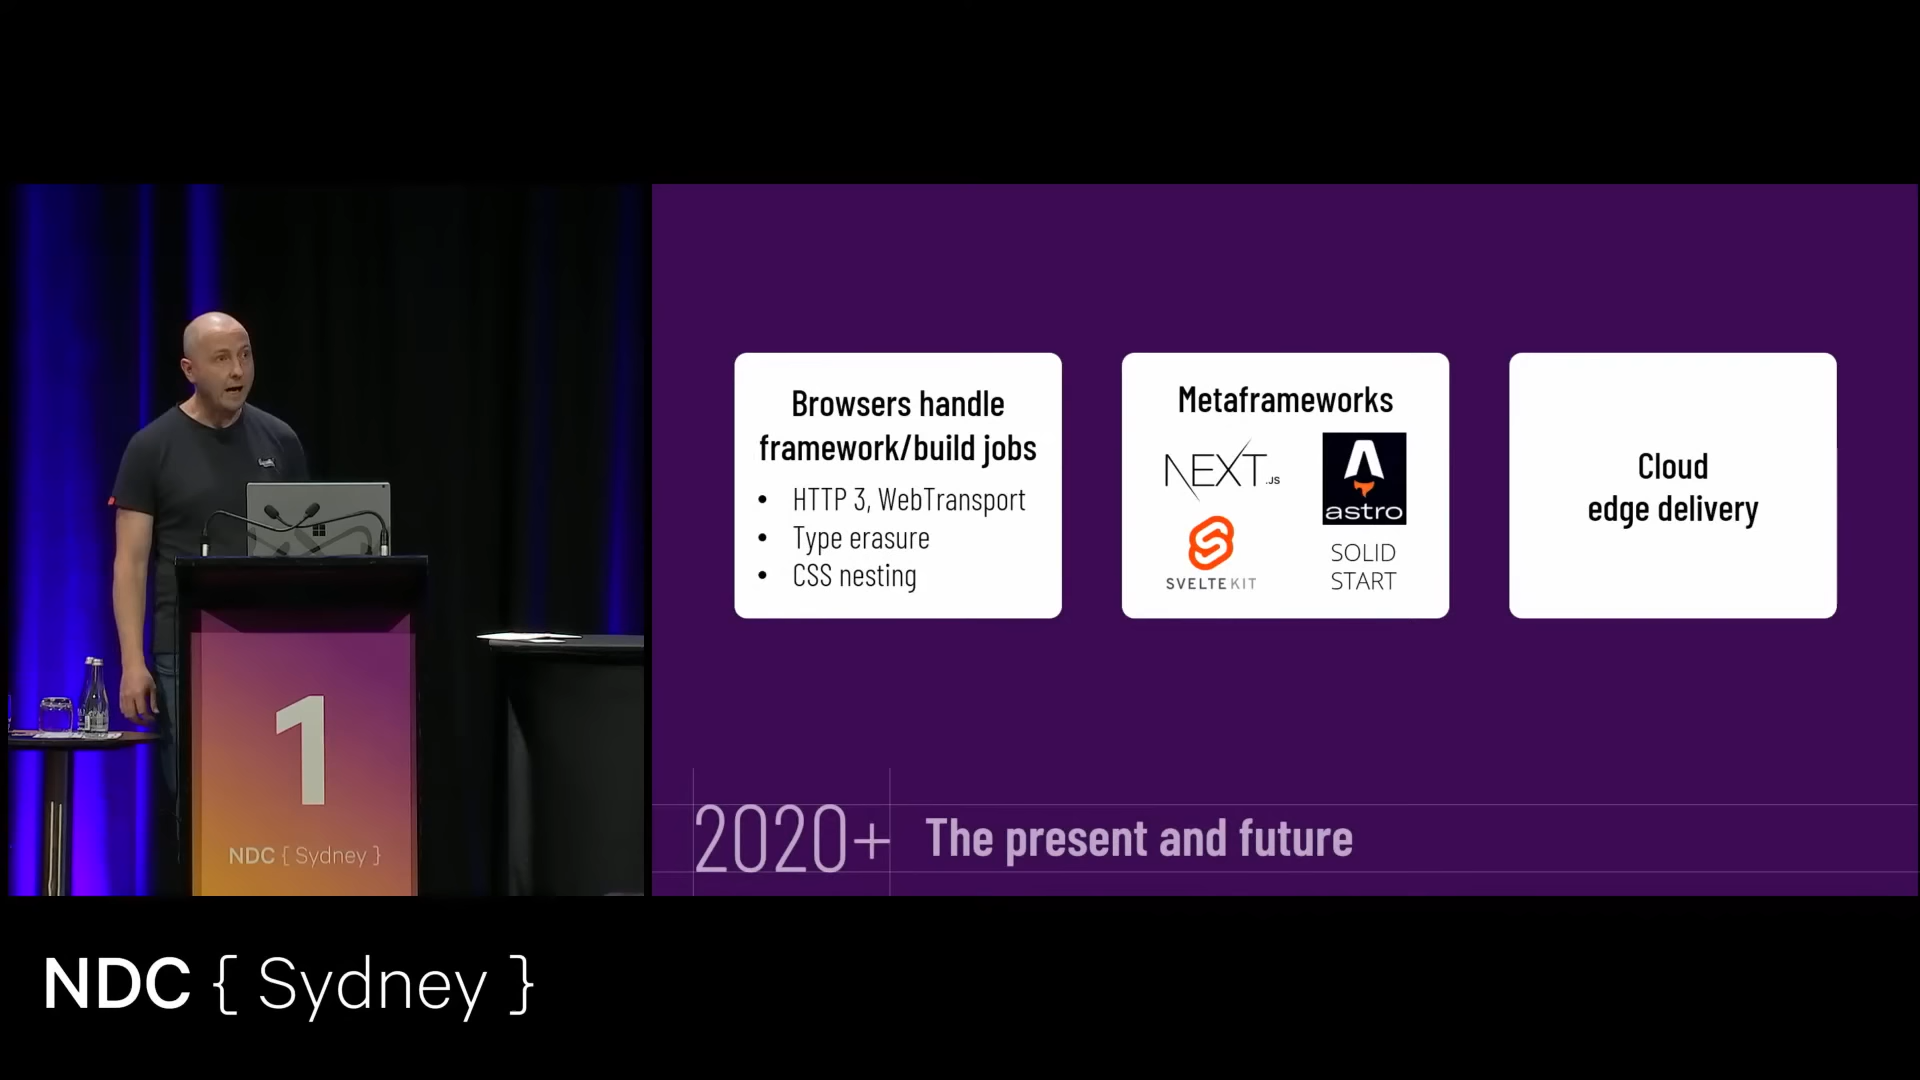 Browsers handle
framework/build jobs
• HTTP 3, WebTransport
• Type erasure
• CSS nesting
Metaframeworks
NEXT.JS
astro
SVELTEKIT
SOLID
START
Cloud
edge delivery
2020+ The present and future
1
NDC { Sydney }
NDC { Sydney }